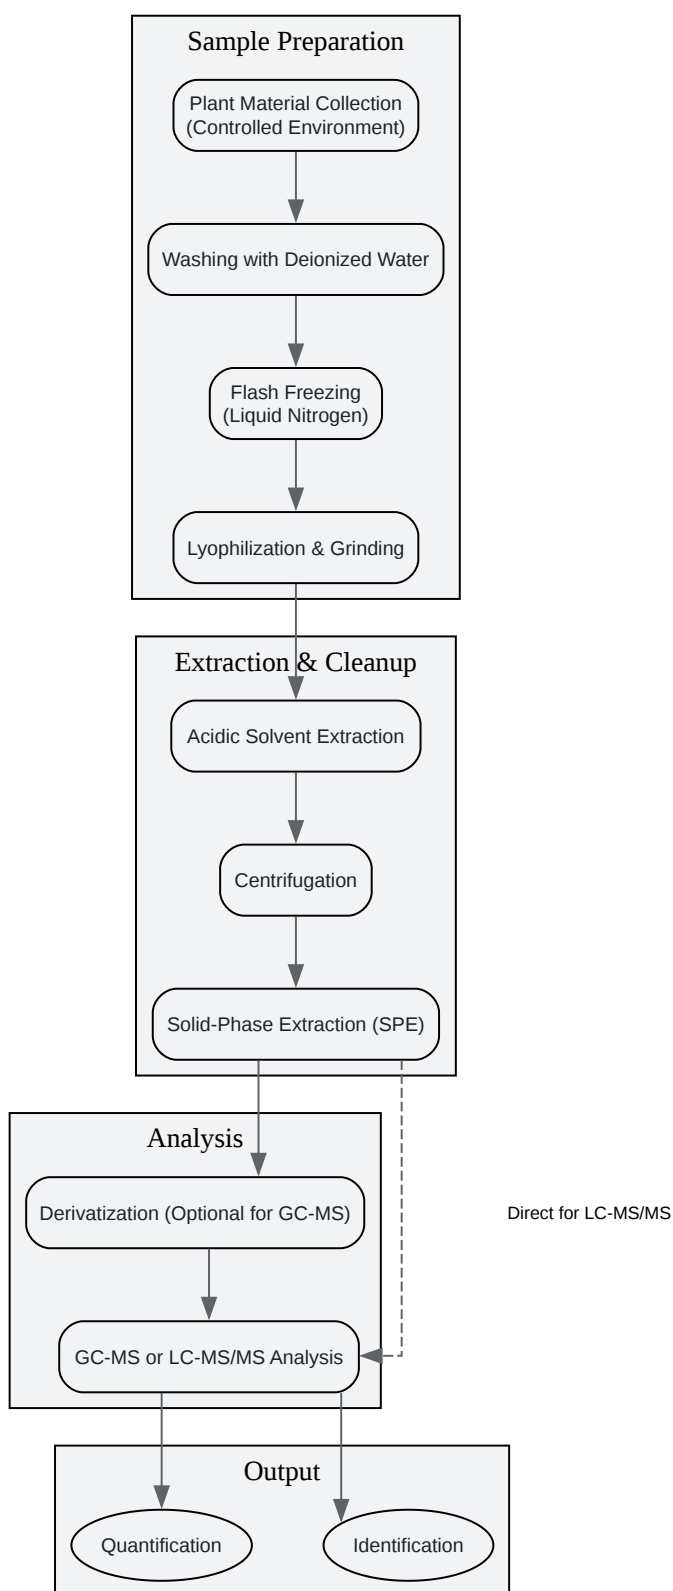 Sample Preparation
Plant Material Collection
(Controlled Environment)
Washing with Deionized Water
Flash Freezing
(Liquid Nitrogen)
Lyophilization & Grinding
Extraction & Cleanup
Acidic Solvent Extraction
Centrifugation
Solid-Phase Extraction (SPE)
Analysis
Derivatization (Optional for GC-MS)
Direct for LC-MS/MS
GC-MS or LC-MS/MS Analysis
Output
Quantification
Identification